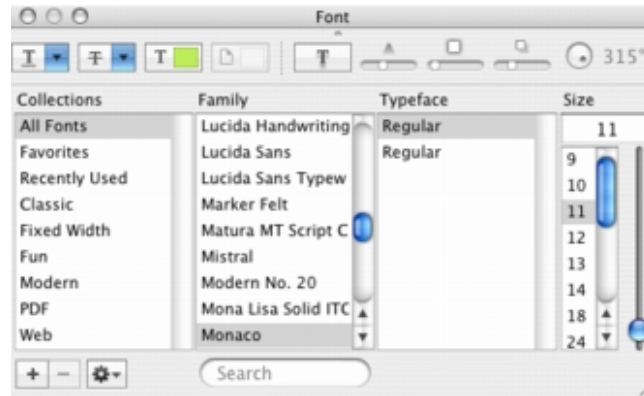 Font
T T T T 315°
Collections Family Typeface Size
All Fonts Lucida Handwriting Regular 11
Favorites Lucida Sans Regular 9
Recently Used Lucida Sans Typew 10
Classic Marker Felt 11
Fixed Width Matura MT Script C 12
Fun Mistral 13
Modern Modern No. 20 14
PDF Mona Lisa Solid ITC 18
Web Monaco 24
Search